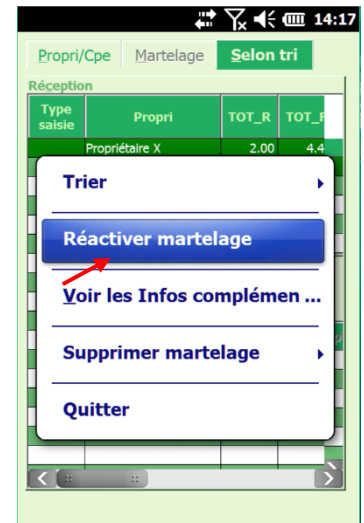 14:17
Propri/Cpe Martelage Selon tri
Réception
Type saisie Propri TOT_R TOT_F
Propriétaire X 2.00 4.4
Trier
Réactiver martelage
Voir les Infos complémen ...
Supprimer martelage
Quitter